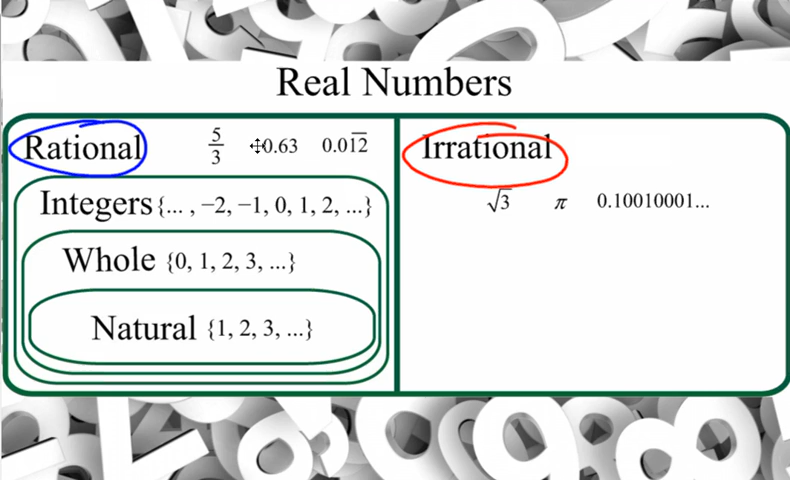 Real Numbers
Rational 5/3 0.63 0.01̅2̅
Irrational
Integers {... , −2, −1, 0, 1, 2, ...}
√3 π 0.10010001...
Whole {0, 1, 2, 3, ...}
Natural {1, 2, 3, ...}